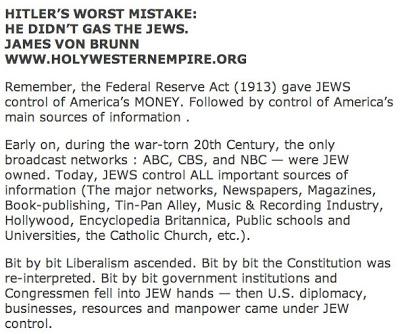 HITLER'S WORST MISTAKE:
HE DIDN'T GAS THE JEWS.
JAMES VON BRUNN
WWW.HOLYWESTERNEMPIRE.ORG
Remember, the Federal Reserve Act (1913) gave JEWS
control of America's MONEY. Followed by control of America's
main sources of information .
Early on, during the war-torn 20th Century, the only
broadcast networks : ABC, CBS, and NBC — were JEW
owned. Today, JEWS control ALL important sources of
information (The major networks, Newspapers, Magazines,
Book-publishing, Tin-Pan Alley, Music & Recording Industry,
Hollywood, Encyclopedia Britannica, Public schools and
Universities, the Catholic Church, etc.).
Bit by bit Liberalism ascended. Bit by bit the Constitution was
re-interpreted. Bit by bit government institutions and
Congressmen fell into JEW hands — then U.S. diplomacy,
businesses, resources and manpower came under JEW
control.